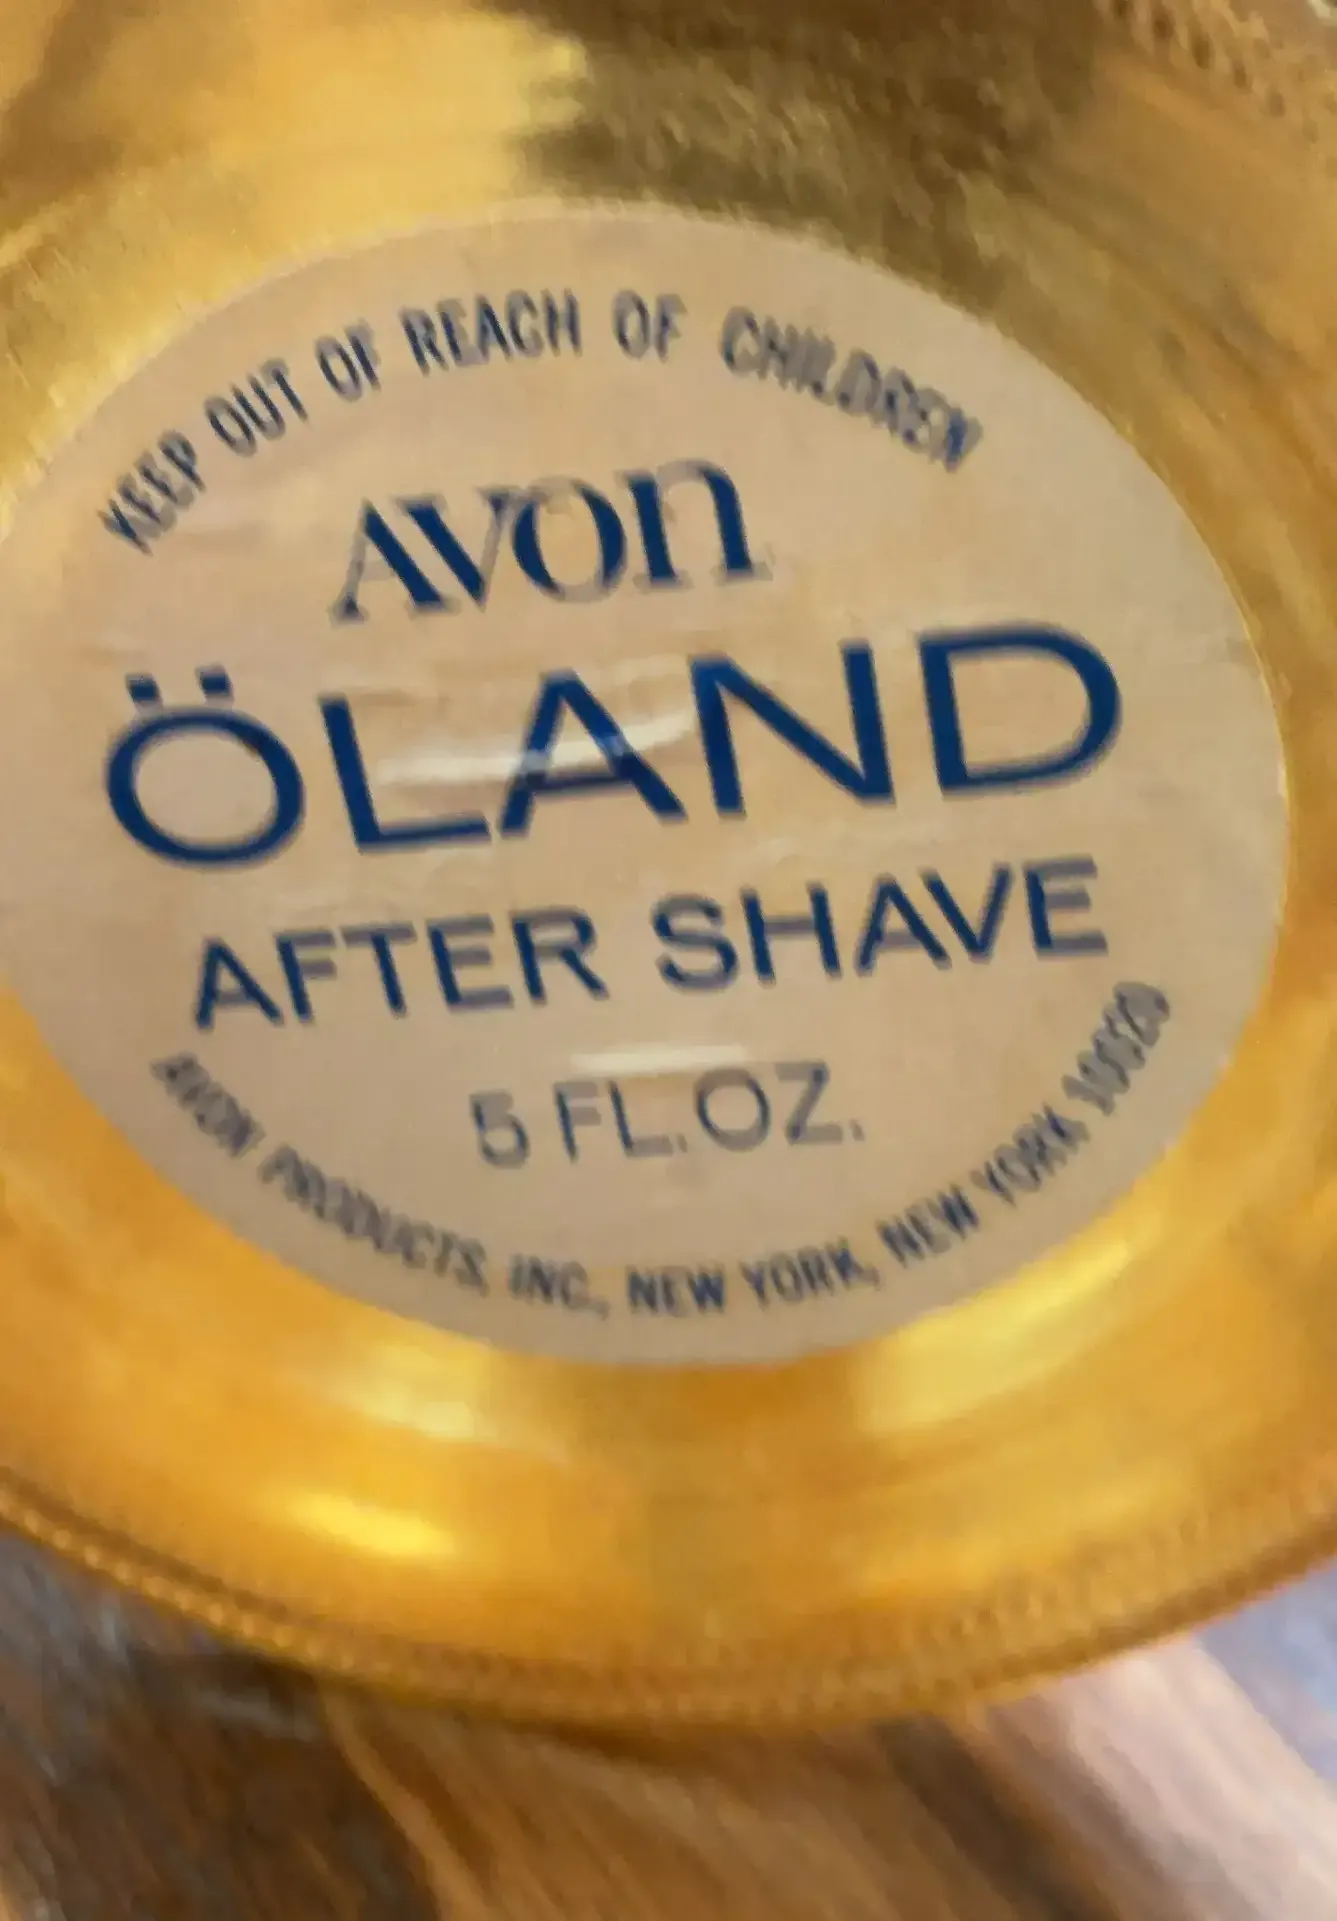 KEEP OUT OF REACH OF CHILDREN
AVON
ÖLAND
AFTER SHAVE
5 FL. OZ.
AVON PRODUCTS, INC., NEW YORK, NEW YORK 10020